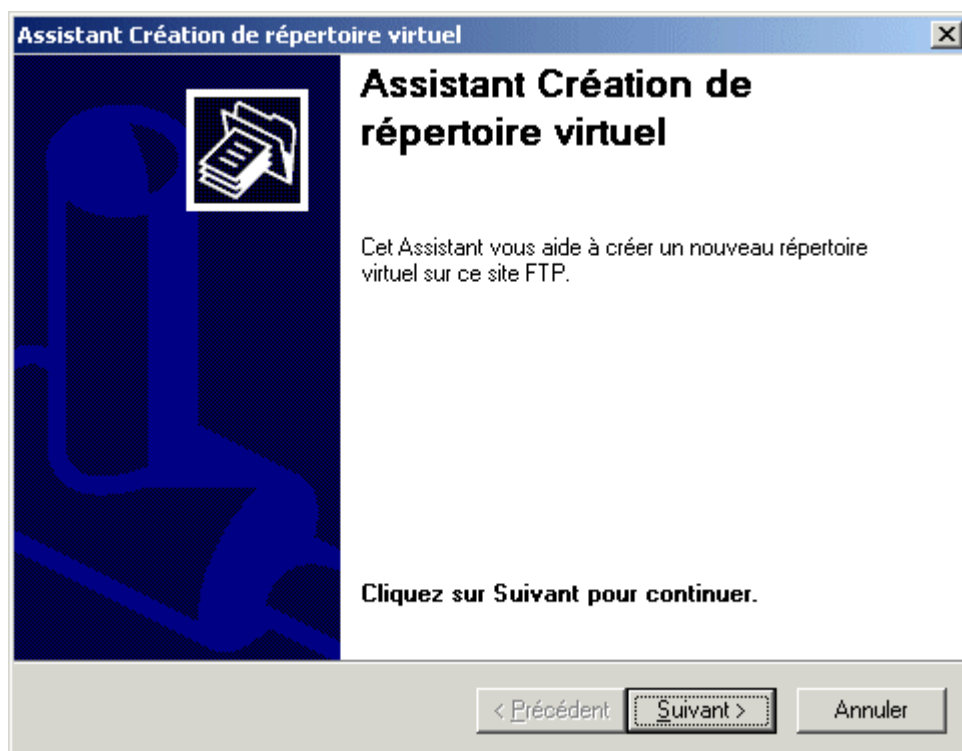 Assistant Création de répertoire virtuel
Assistant Création de
répertoire virtuel
Cet Assistant vous aide à créer un nouveau répertoire
virtuel sur ce site FTP.
Cliquez sur Suivant pour continuer.
< Précédent
Suivant >
Annuler